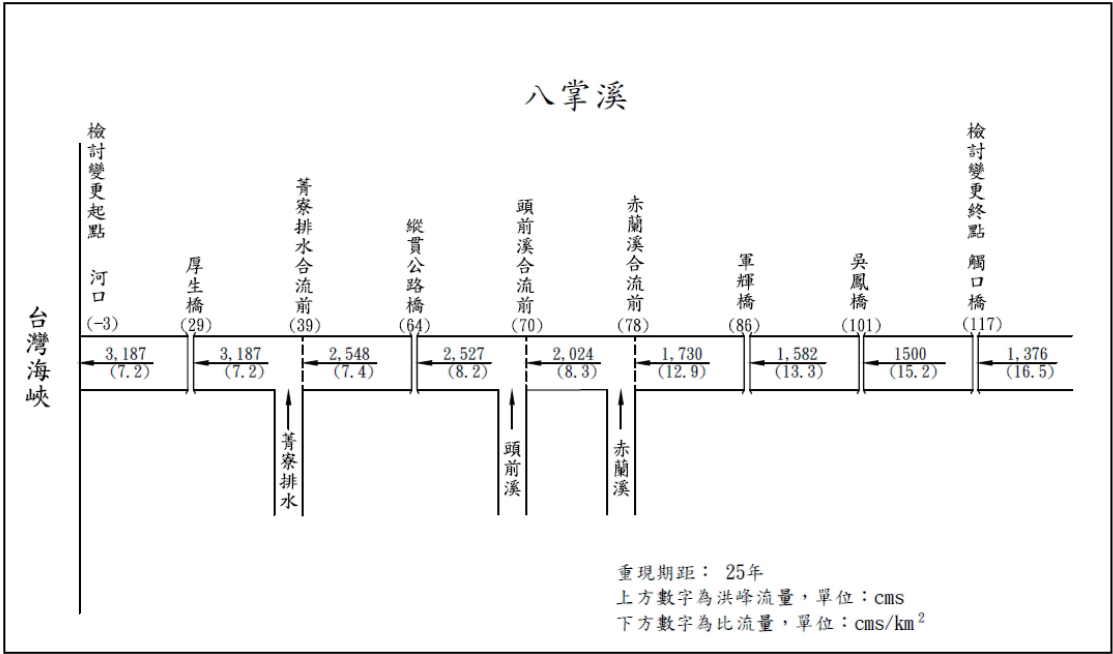 八掌溪
檢討變更起點 河口
(-3)
厚生橋
(29)
菁寮排水合流前
(39)
縱貫公路橋
(64)
頭前溪合流前
(70)
赤蘭溪合流前
(78)
軍輝橋
(86)
吳鳳橋
(101)
檢討變更終點 觸口橋
(117)
台灣海峽
3,187
(7.2)
3,187
(7.2)
2,548
(7.4)
2,527
(8.2)
2,024
(8.3)
1,730
(12.9)
1,582
(13.3)
1500
(15.2)
1,376
(16.5)
菁寮排水
頭前溪
赤蘭溪
重現期距： 25年
上方數字為洪峰流量，單位：cms
下方數字為比流量，單位：cms/km²